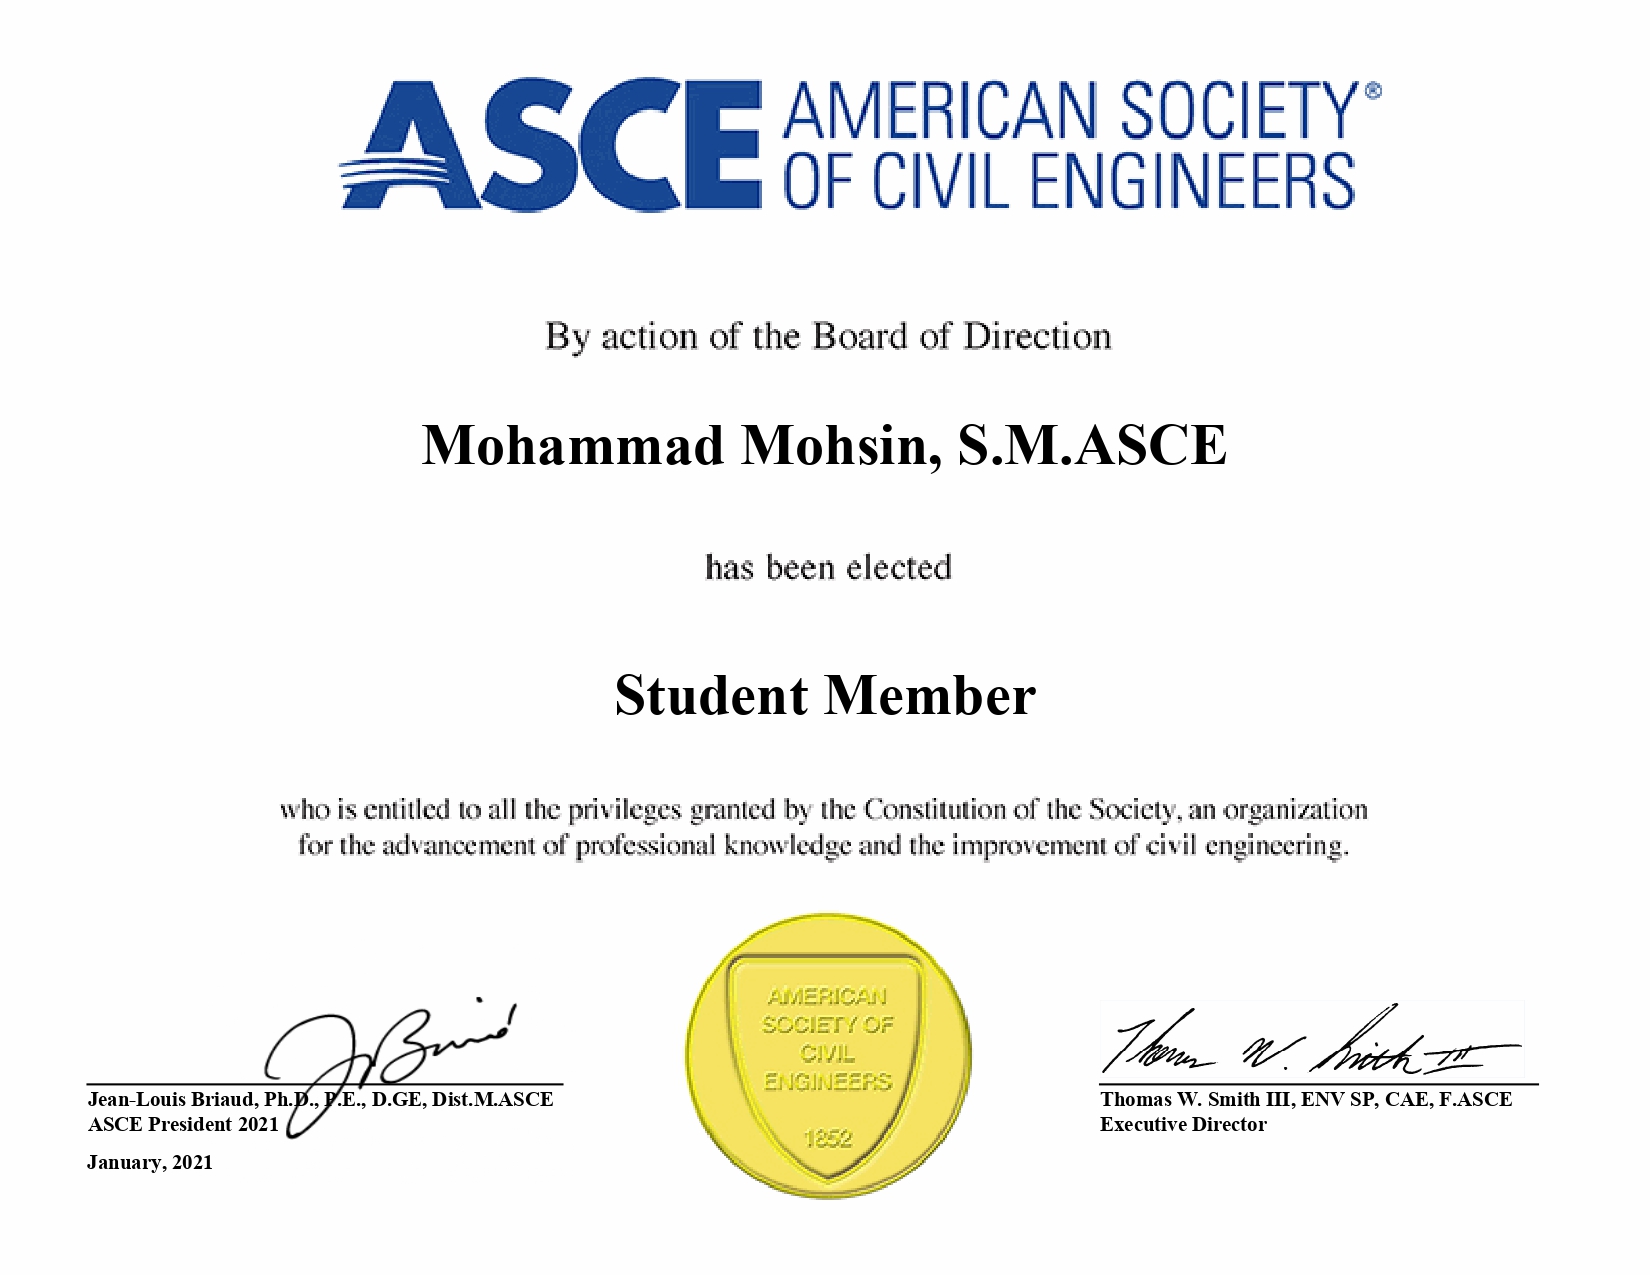 ASCE AMERICAN SOCIETY®
OF CIVIL ENGINEERS
By action of the Board of Direction
Mohammad Mohsin, S.M.ASCE
has been elected
Student Member
who is entitled to all the privileges granted by the Constitution of the Society, an organization
for the advancement of professional knowledge and the improvement of civil engineering.
J Briaud
Jean-Louis Briaud, Ph.D., P.E., D.GE, Dist.M.ASCE
ASCE President 2021
January, 2021
AMERICAN
SOCIETY OF
CIVIL
ENGINEERS
1852
Thomas W. Smith III
Thomas W. Smith III, ENV SP, CAE, F.ASCE
Executive Director